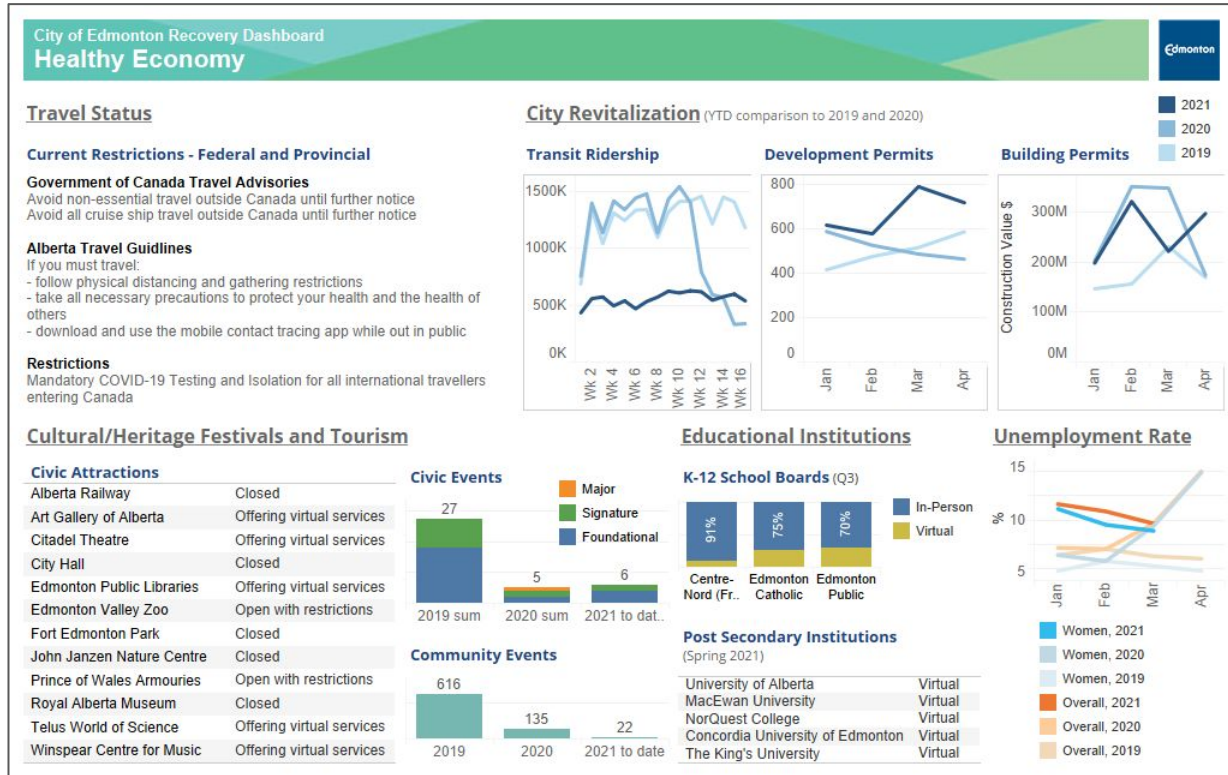 City of Edmonton Recovery Dashboard
Healthy Economy
Edmonton
Travel Status
Current Restrictions - Federal and Provincial
Government of Canada Travel Advisories
Avoid non-essential travel outside Canada until further notice
Avoid all cruise ship travel outside Canada until further notice
Alberta Travel Guidlines
If you must travel:
- follow physical distancing and gathering restrictions
- take all necessary precautions to protect your health and the health of
others
- download and use the mobile contact tracing app while out in public
Restrictions
Mandatory COVID-19 Testing and Isolation for all international travellers
entering Canada
City Revitalization (YTD comparison to 2019 and 2020)
2021
2020
2019
Transit Ridership
1500K
1000K
500K
0K
Wk 2
Wk 4
Wk 6
Wk 8
Wk 10
Wk 12
Wk 14
Wk 16
Development Permits
800
600
400
200
0
Jan
Feb
Mar
Apr
Building Permits
Construction Value $
300M
200M
100M
0M
Jan
Feb
Mar
Apr
Cultural/Heritage Festivals and Tourism
Civic Attractions
Alberta Railway Closed
Art Gallery of Alberta Offering virtual services
Citadel Theatre Offering virtual services
City Hall Closed
Edmonton Public Libraries Offering virtual services
Edmonton Valley Zoo Open with restrictions
Fort Edmonton Park Closed
John Janzen Nature Centre Closed
Prince of Wales Armouries Open with restrictions
Royal Alberta Museum Closed
Telus World of Science Offering virtual services
Winspear Centre for Music Offering virtual services
Civic Events
Major
Signature
Foundational
27
5
6
2019 sum
2020 sum
2021 to dat..
Community Events
616
135
22
2019
2020
2021 to date
Educational Institutions
K-12 School Boards (Q3)
In-Person
Virtual
91%
75%
70%
Centre-
Nord (Fr..
Edmonton
Catholic
Edmonton
Public
Post Secondary Institutions
(Spring 2021)
University of Alberta Virtual
MacEwan University Virtual
NorQuest College Virtual
Concordia University of Edmonton Virtual
The King's University Virtual
Unemployment Rate
%
15
10
5
Jan
Feb
Mar
Apr
Women, 2021
Women, 2020
Women, 2019
Overall, 2021
Overall, 2020
Overall, 2019